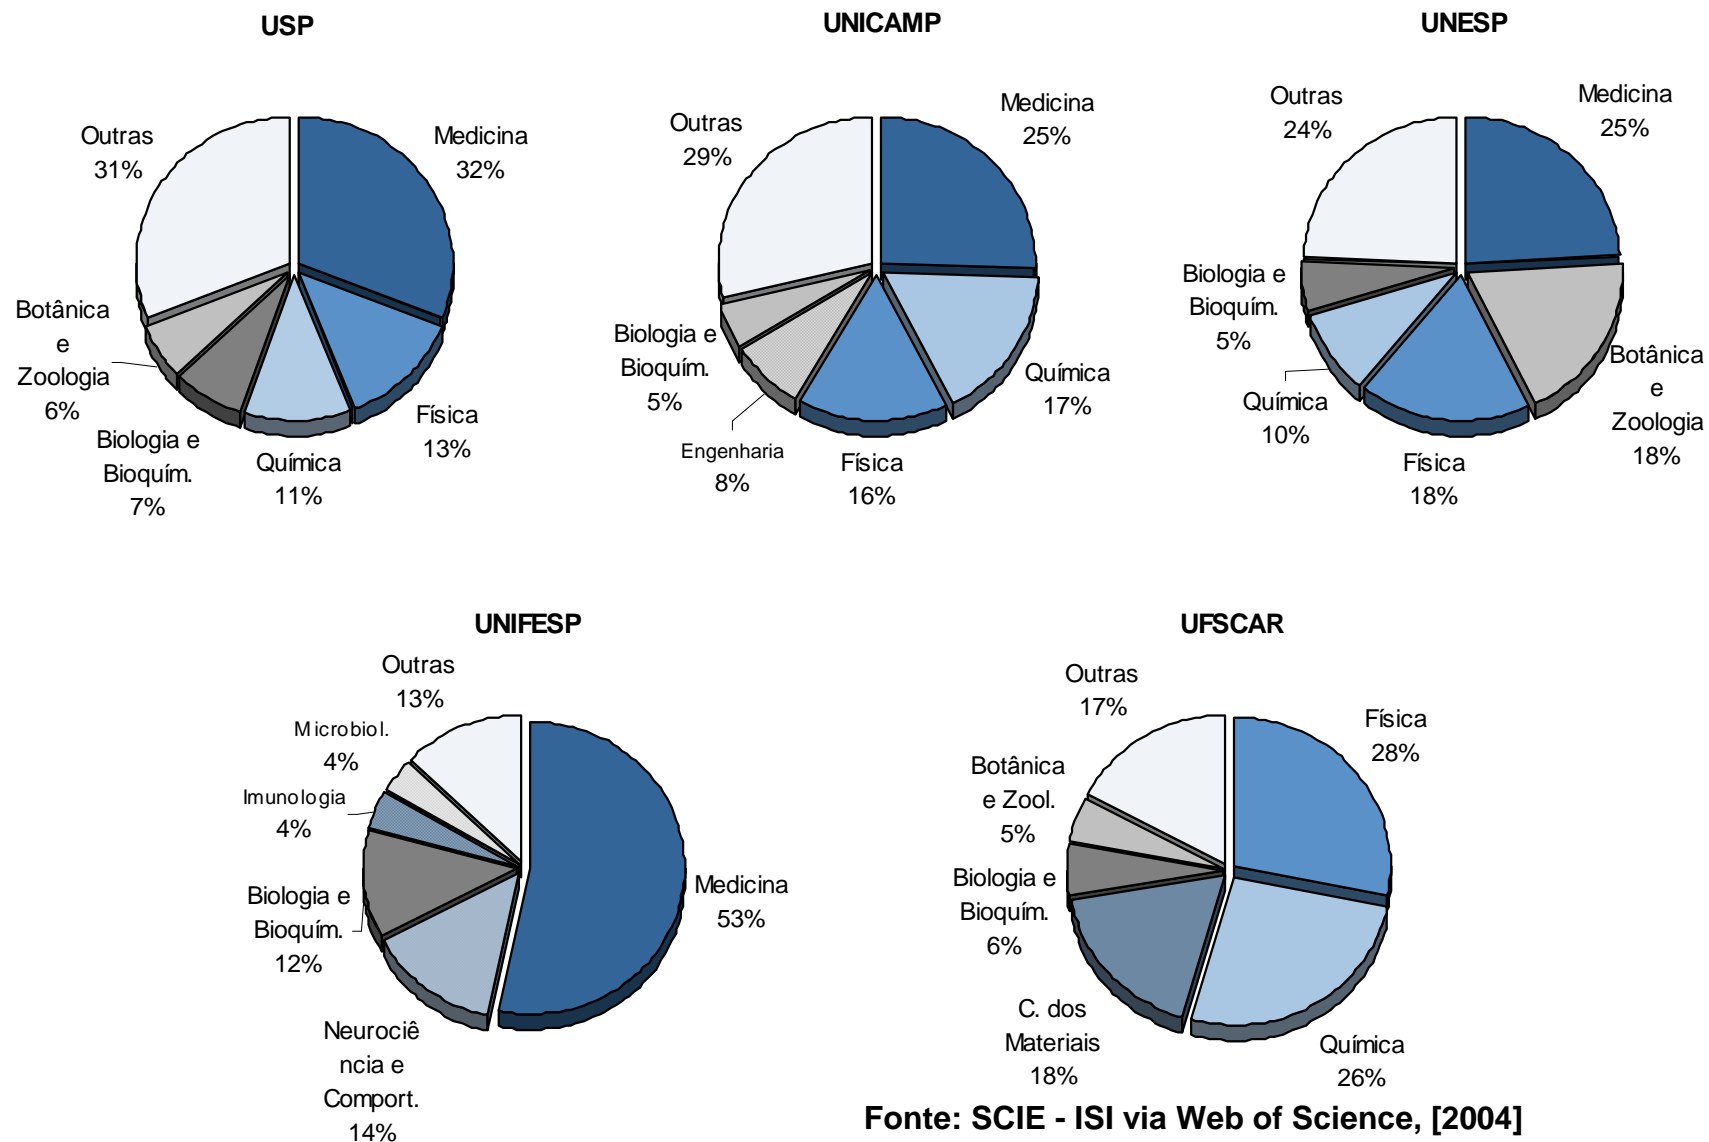 USP
Outras
31%
Medicina
32%
Botânica
e
Zoologia
6%
Biologia e
Bioquím.
7%
Química
11%
Física
13%
UNICAMP
Outras
29%
Medicina
25%
Biologia e
Bioquím.
5%
Engenharia
8%
Física
16%
Química
17%
UNESP
Outras
24%
Medicina
25%
Biologia e
Bioquím.
5%
Química
10%
Física
18%
Botânica
e
Zoologia
18%
UNIFESP
Outras
13%
Microbiol.
4%
Imunologia
4%
Biologia e
Bioquím.
12%
Neurociê
ncia e
Comport.
14%
Medicina
53%
UFSCAR
Outras
17%
Física
28%
Botânica
e Zool.
5%
Biologia e
Bioquím.
6%
C. dos
Materiais
18%
Química
26%
Fonte: SCIE - ISI via Web of Science, [2004]